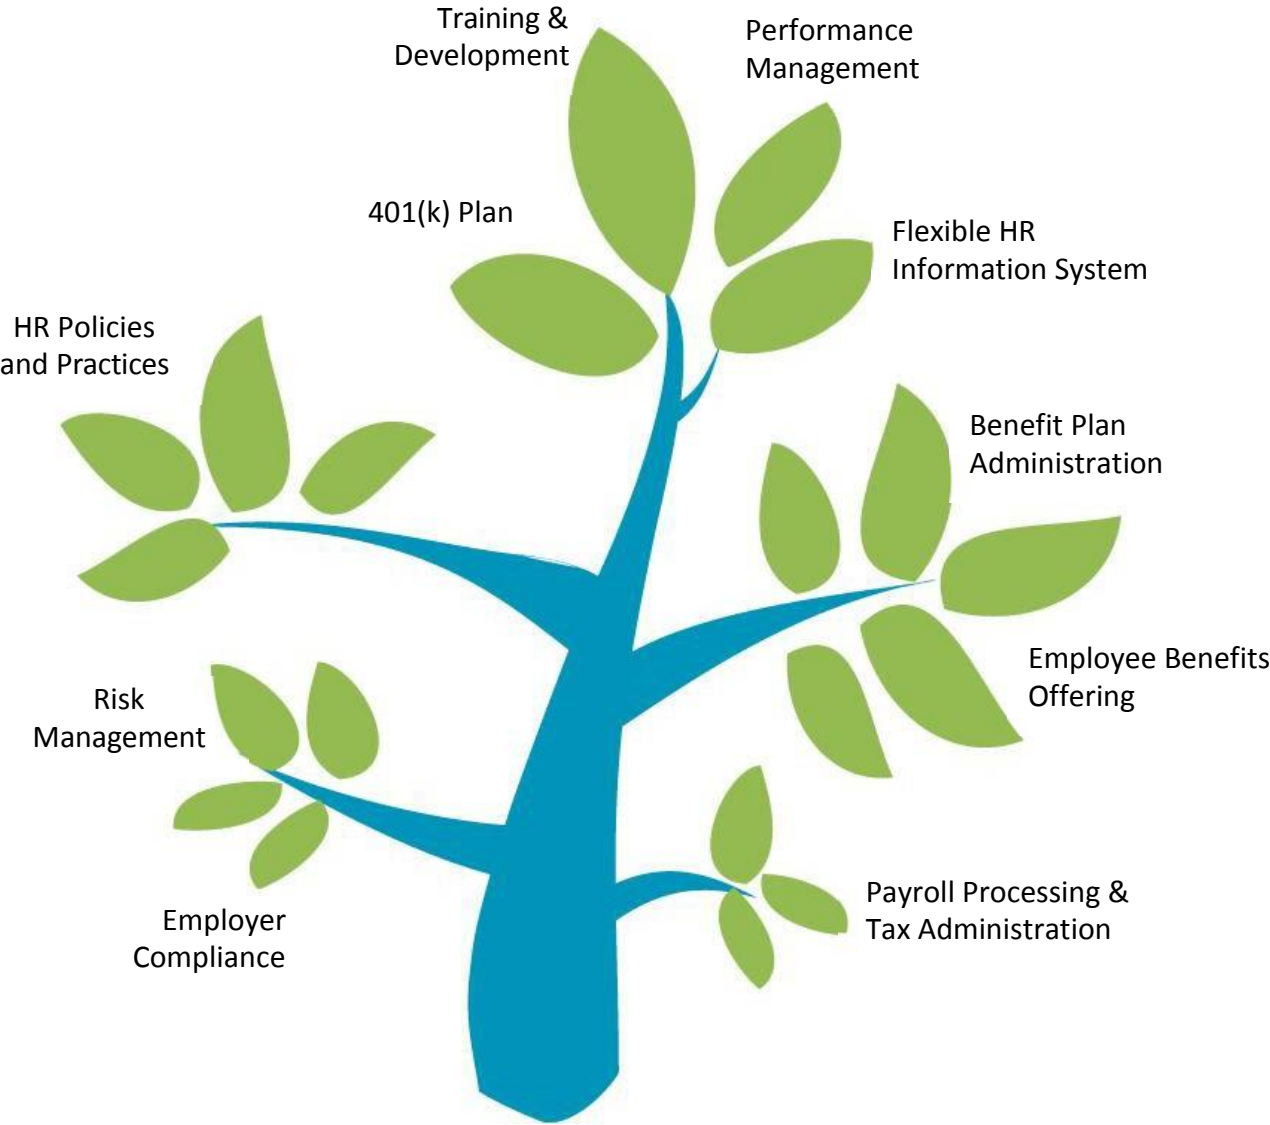 Training &
Development
Performance
Management
401(k) Plan
Flexible HR
Information System
HR Policies
and Practices
Benefit Plan
Administration
Employee Benefits
Offering
Risk
Management
Payroll Processing &
Tax Administration
Employer
Compliance